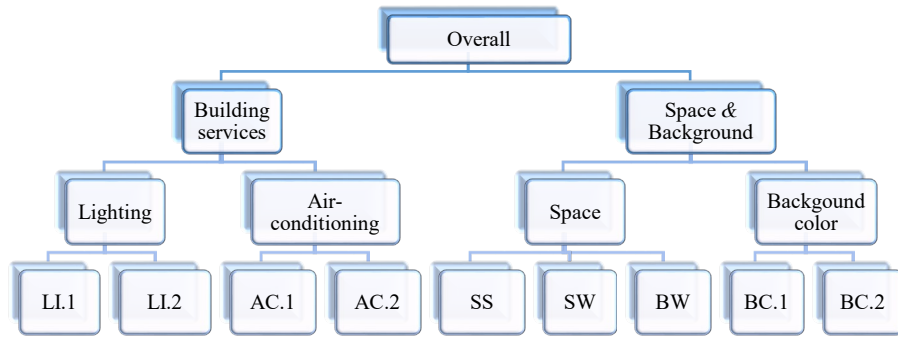 Overall
Building
services
Space &
Background
Lighting
Air-
conditioning
Space
Backgound
color
LI.1
LI.2
AC.1
AC.2
SS
SW
BW
BC.1
BC.2